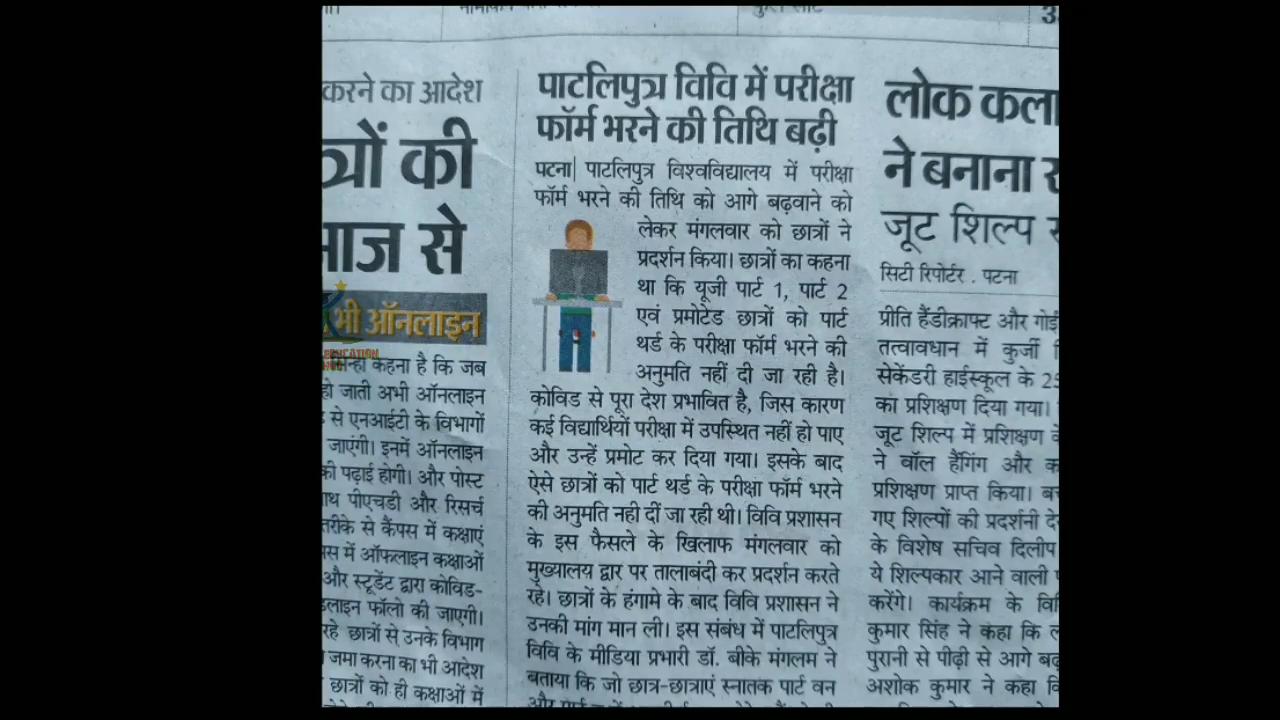 करने का आदेश
त्रों की
आज से
भी ऑनलाइन
EDUCATION
कहना है कि जब
हो जाती अभी ऑनलाइन
से एनआईटी के विभागों
जाएंगी। इनमें ऑनलाइन
की पढ़ाई होगी। और पोस्ट
पीएचडी और रिसर्च
तरीके से कैंपस में कक्षाएं
में ऑफलाइन कक्षाओं
और स्टूडेंट द्वारा कोविड-
फॉलो की जाएगी।
रहे छात्रों से उनके विभाग
जमा करना का भी आदेश
छात्रों को ही कक्षाओं में
पाटलिपुत्र विवि में परीक्षा
फॉर्म भरने की तिथि बढ़ी
पटना| पाटलिपुत्र विश्वविद्यालय में परीक्षा
फॉर्म भरने की तिथि को आगे बढ़वाने को
लेकर मंगलवार को छात्रों ने
प्रदर्शन किया। छात्रों का कहना
था कि यूजी पार्ट 1, पार्ट 2
एवं प्रमोटेड छात्रों को पार्ट
थर्ड के परीक्षा फॉर्म भरने की
अनुमति नहीं दी जा रही है।
कोविड से पूरा देश प्रभावित है, जिस कारण
कई विद्यार्थियों परीक्षा में उपस्थित नहीं हो पाए
और उन्हें प्रमोट कर दिया गया। इसके बाद
ऐसे छात्रों को पार्ट थर्ड के परीक्षा फॉर्म भरने
की अनुमति नही दीं जा रही थी। विवि प्रशासन
के इस फैसले के खिलाफ मंगलवार को
मुख्यालय द्वार पर तालाबंदी कर प्रदर्शन करते
रहे। छात्रों के हंगामे के बाद विवि प्रशासन ने
उनकी मांग मान ली। इस संबंध में पाटलिपुत्र
विवि के मीडिया प्रभारी डॉ. बीके मंगलम ने
बताया कि जो छात्र-छात्राएं स्नातक पार्ट वन
लोक कला
ने बनाना
जूट शिल्प
सिटी रिपोर्टर . पटना
प्रीति हैंडीक्राफ्ट और
तत्वावधान में कुर्जी
सेकेंडरी हाईस्कूल के 25
का प्रशिक्षण दिया गया।
जूट शिल्प में प्रशिक्षण
ने वॉल हैंगिंग और
प्रशिक्षण प्राप्त किया।
गए शिल्पों की प्रदर्शनी
के विशेष सचिव दिलीप
ये शिल्पकार आने वाली
करेंगे। कार्यक्रम के
कुमार सिंह ने कहा कि
पुरानी से पीढ़ी से आगे
अशोक कुमार ने कहा